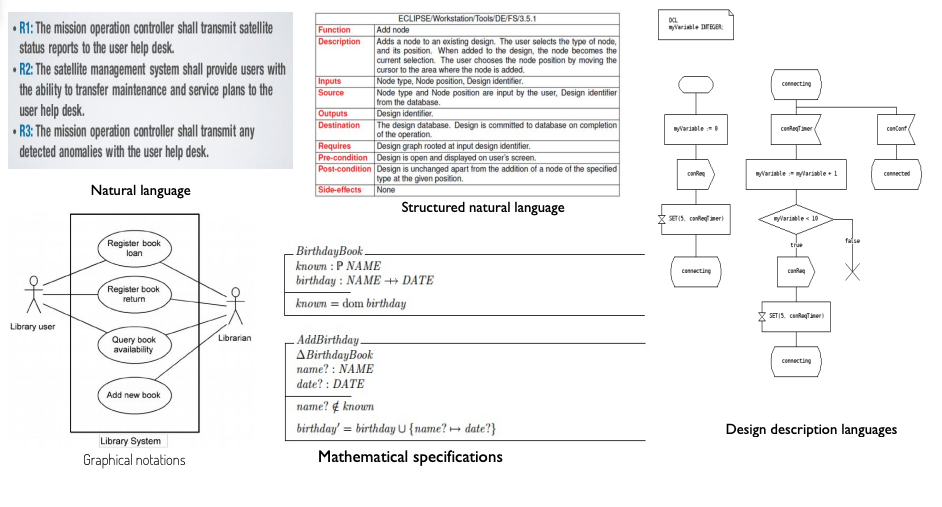 • R1: The mission operation controller shall transmit satellite
status reports to the user help desk.
• R2: The satellite management system shall provide users with
the ability to transfer maintenance and service plans to the
user help desk.
• R3: The mission operation controller shall transmit any
detected anomalies with the user help desk.
Natural language
ECLIPSE/Workstation/Tools/DE/FS/3.5.1
Function Add node
Description Adds a node to an existing design. The user selects the type of node,
and its position. When added to the design, the node becomes the
current selection. The user chooses the node position by moving the
cursor to the area where the node is added.
Inputs Node type, Node position, Design identifier.
Source Node type and Node position are input by the user, Design identifier
from the database.
Outputs Design identifier.
Destination The design database. Design is committed to database on completion
of the operation.
Requires Design graph rooted at input design identifier.
Pre-condition Design is open and displayed on user's screen.
Post-condition Design is unchanged apart from the addition of a node of the specified
type at the given position.
Side-effects None
Structured natural language
Register book
loan
Register book
return
Query book
availability
Add new book
Library user
Librarian
Library System
Graphical notations
BirthdayBook
known : ℙ NAME
birthday : NAME ⇸ DATE
known = dom birthday
AddBirthday
ΔBirthdayBook
name? : NAME
date? : DATE
name? ∉ known
birthday′ = birthday ∪ {name? ↦ date?}
Mathematical specifications
DCL
myVariable INTEGER;
myVariable := 0
conReq
SET(5, conReqTimer)
connecting
connecting
conReqTimer
conConf
myVariable := myVariable + 1
connected
myVariable < 10
true
false
conReq
SET(5, conReqTimer)
connecting
Design description languages